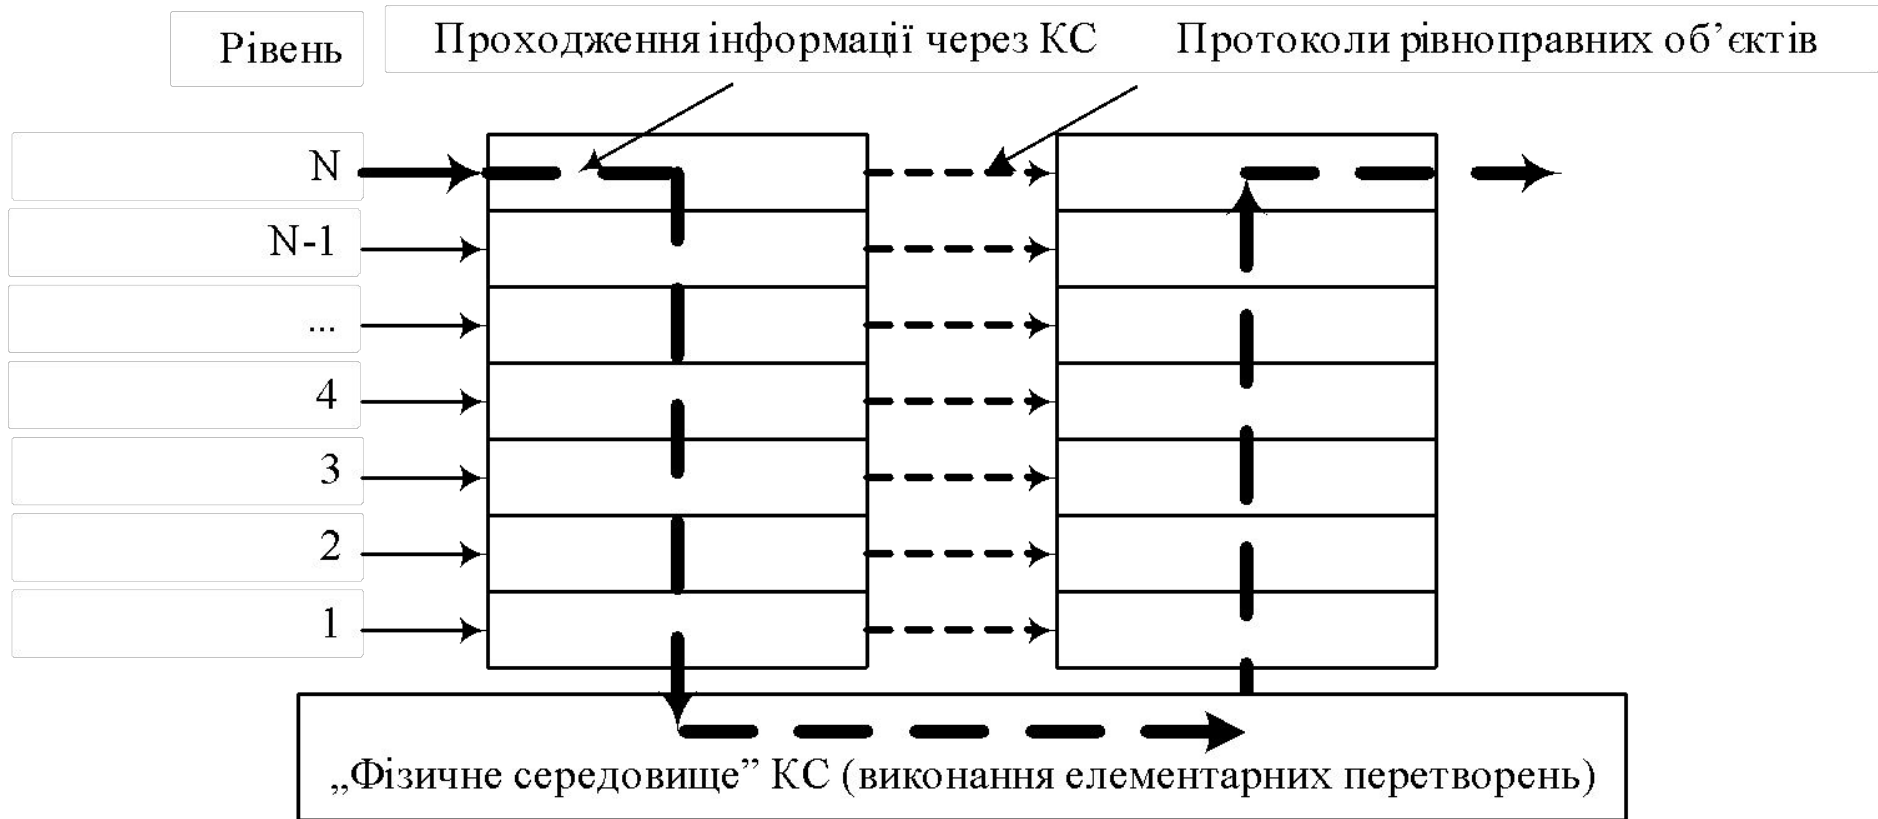 Рівень
Проходження інформації через КС
Протоколи рівноправних об’єктів
N
N-1
...
4
3
2
1
„Фізичне середовище” КС (виконання елементарних перетворень)